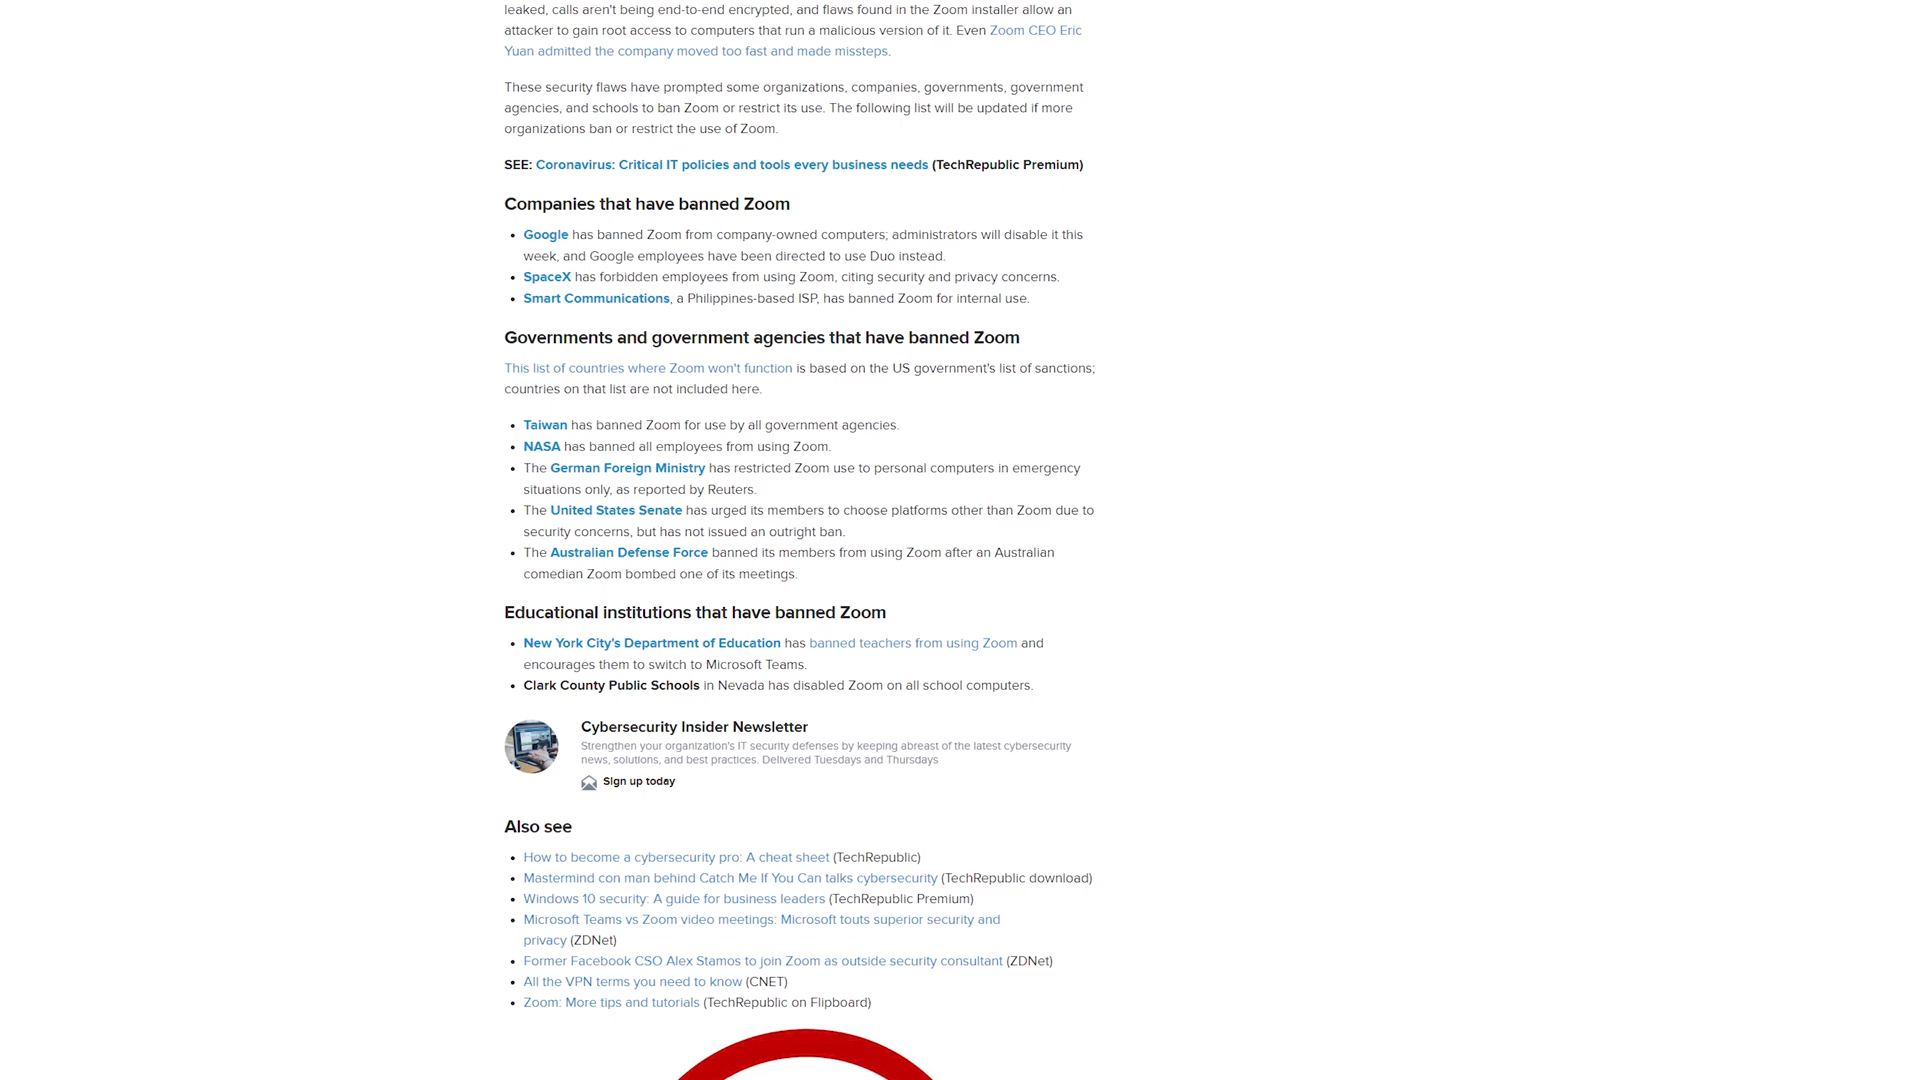 leaked, calls aren't being end-to-end encrypted, and flaws found in the Zoom installer allow an
attacker to gain root access to computers that run a malicious version of it. Even Zoom CEO Eric
Yuan admitted the company moved too fast and made missteps.
These security flaws have prompted some organizations, companies, governments, government
agencies, and schools to ban Zoom or restrict its use. The following list will be updated if more
organizations ban or restrict the use of Zoom.
SEE: Coronavirus: Critical IT policies and tools every business needs (TechRepublic Premium)
Companies that have banned Zoom
• Google has banned Zoom from company-owned computers; administrators will disable it this
week, and Google employees have been directed to use Duo instead.
• SpaceX has forbidden employees from using Zoom, citing security and privacy concerns.
• Smart Communications, a Philippines-based ISP, has banned Zoom for internal use.
Governments and government agencies that have banned Zoom
This list of countries where Zoom won't function is based on the US government's list of sanctions;
countries on that list are not included here.
• Taiwan has banned Zoom for use by all government agencies.
• NASA has banned all employees from using Zoom.
• The German Foreign Ministry has restricted Zoom use to personal computers in emergency
situations only, as reported by Reuters.
• The United States Senate has urged its members to choose platforms other than Zoom due to
security concerns, but has not issued an outright ban.
• The Australian Defense Force banned its members from using Zoom after an Australian
comedian Zoom bombed one of its meetings.
Educational institutions that have banned Zoom
• New York City's Department of Education has banned teachers from using Zoom and
encourages them to switch to Microsoft Teams.
• Clark County Public Schools in Nevada has disabled Zoom on all school computers.
Cybersecurity Insider Newsletter
Strengthen your organization's IT security defenses by keeping abreast of the latest cybersecurity
news, solutions, and best practices. Delivered Tuesdays and Thursdays
Sign up today
Also see
• How to become a cybersecurity pro: A cheat sheet (TechRepublic)
• Mastermind con man behind Catch Me If You Can talks cybersecurity (TechRepublic download)
• Windows 10 security: A guide for business leaders (TechRepublic Premium)
• Microsoft Teams vs Zoom video meetings: Microsoft touts superior security and
privacy (ZDNet)
• Former Facebook CSO Alex Stamos to join Zoom as outside security consultant (ZDNet)
• All the VPN terms you need to know (CNET)
• Zoom: More tips and tutorials (TechRepublic on Flipboard)